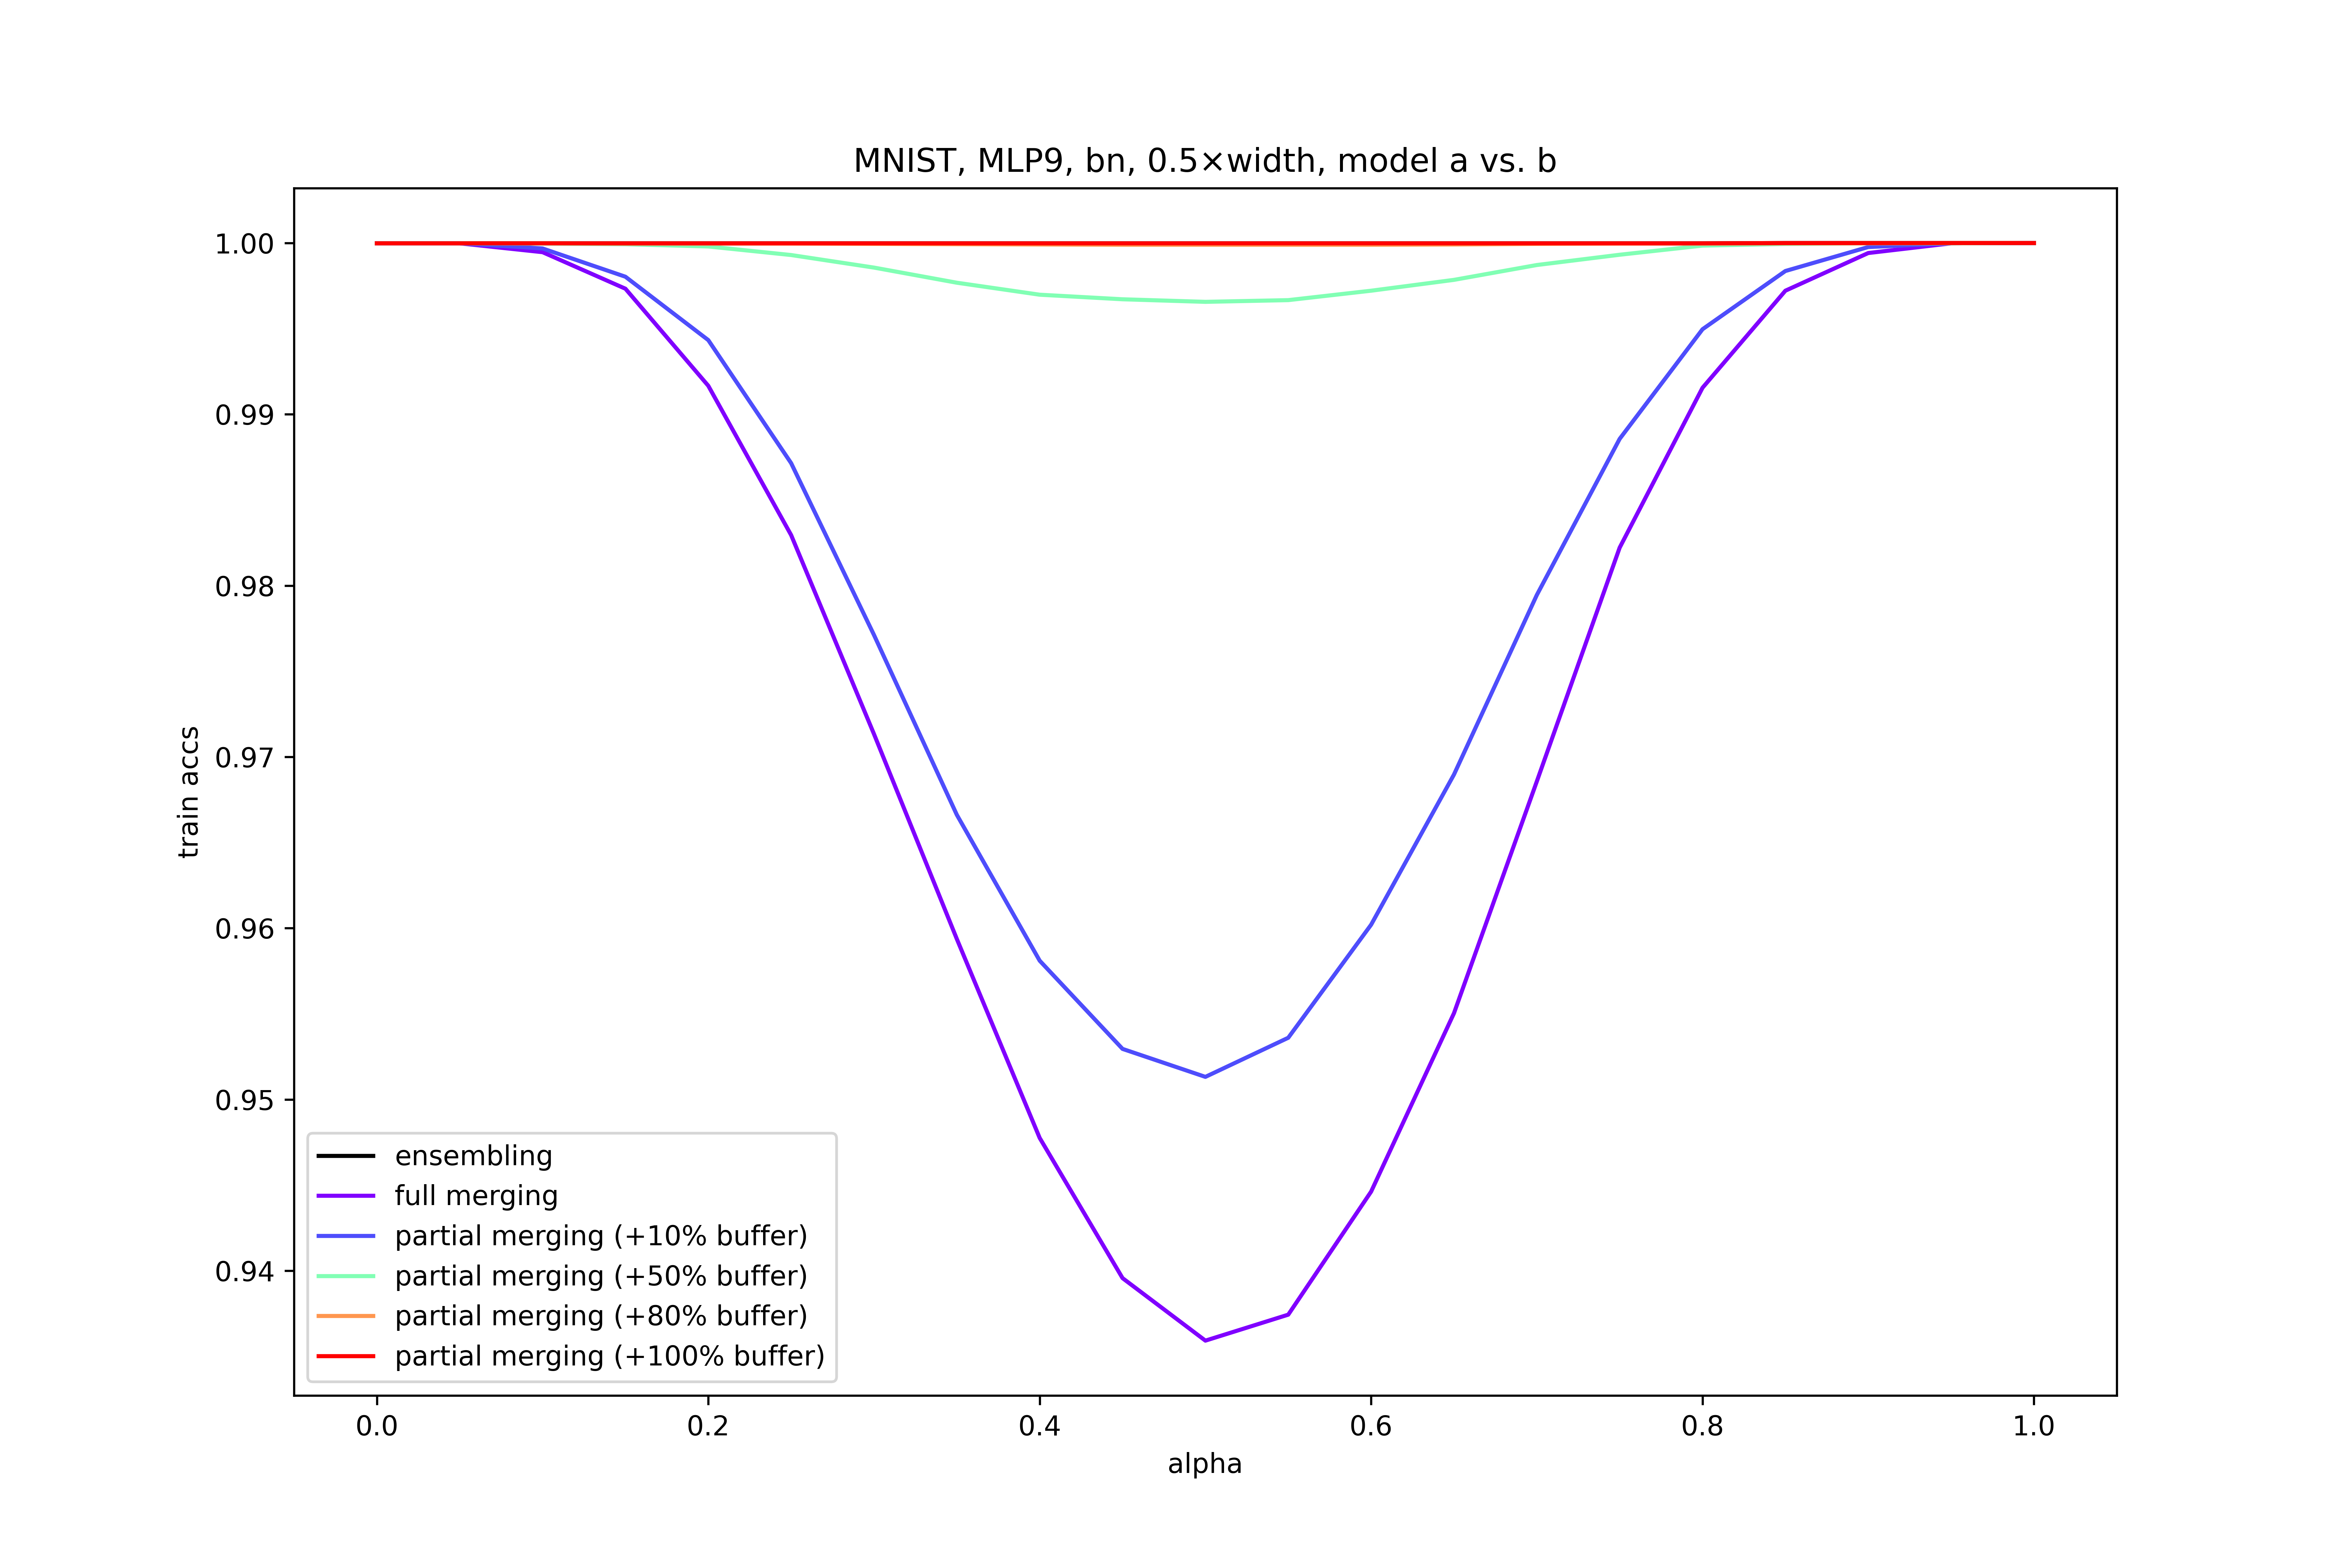 MNIST, MLP9, bn, 0.5×width, model a vs. b
train accs
1.00
0.99
0.98
0.97
0.96
0.95
0.94
ensembling
full merging
partial merging (+10% buffer)
partial merging (+50% buffer)
partial merging (+80% buffer)
partial merging (+100% buffer)
0.0
0.2
0.4
0.6
0.8
1.0
alpha